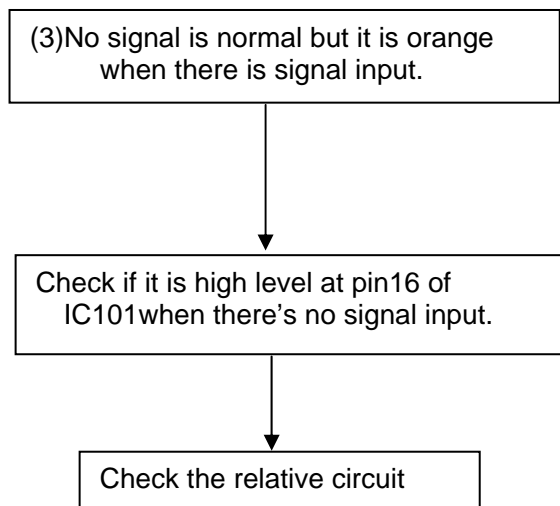 (3)No signal is normal but it is orange
when there is signal input.
Check if it is high level at pin16 of
IC101when there’s no signal input.
Check the relative circuit